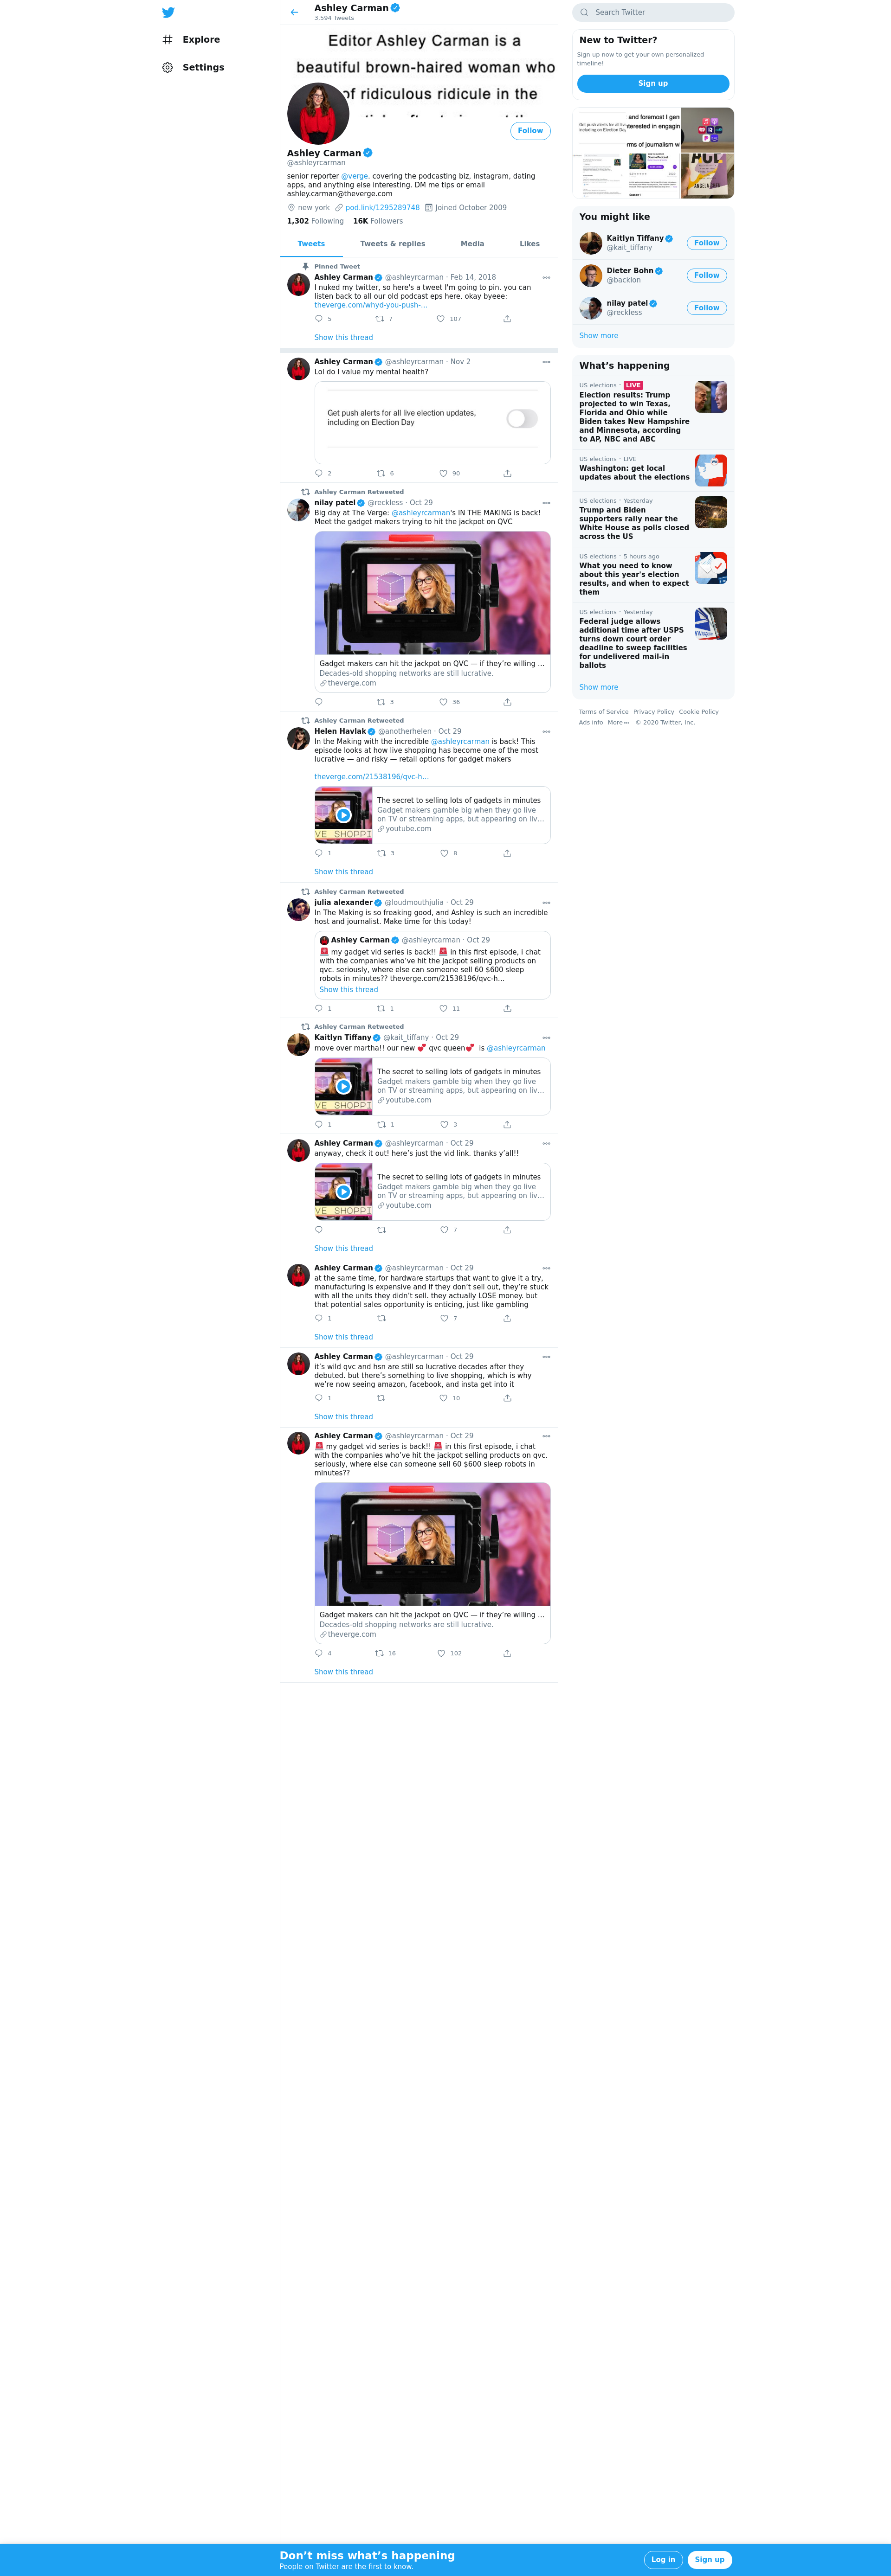 Explore
Settings
Ashley Carman
3,594 Tweets
Editor Ashley Carman is a
beautiful brown-haired woman who
of ridiculous ridicule in the
Follow
Ashley Carman
@ashleyrcarman
senior reporter @verge. covering the podcasting biz, instagram, dating
apps, and anything else interesting. DM me tips or email
ashley.carman@theverge.com
new york pod.link/1295289748 Joined October 2009
1,302 Following 16K Followers
Tweets Tweets & replies Media Likes
Pinned Tweet
Ashley Carman @ashleyrcarman · Feb 14, 2018
I nuked my twitter, so here's a tweet I'm going to pin. you can
listen back to all our old podcast eps here. okay byeee:
theverge.com/whyd-you-push-…
5 7 107
Show this thread
Ashley Carman @ashleyrcarman · Nov 2
Lol do I value my mental health?
Get push alerts for all live election updates,
including on Election Day
2 6 90
Ashley Carman Retweeted
nilay patel @reckless · Oct 29
Big day at The Verge: @ashleyrcarman's IN THE MAKING is back!
Meet the gadget makers trying to hit the jackpot on QVC
Gadget makers can hit the jackpot on QVC — if they're willing …
Decades-old shopping networks are still lucrative.
theverge.com
3 36
Ashley Carman Retweeted
Helen Havlak @anotherhelen · Oct 29
In the Making with the incredible @ashleyrcarman is back! This
episode looks at how live shopping has become one of the most
lucrative — and risky — retail options for gadget makers
theverge.com/21538196/qvc-h…
VE SHOPPI
The secret to selling lots of gadgets in minutes
Gadget makers gamble big when they go live
on TV or streaming apps, but appearing on liv…
youtube.com
1 3 8
Show this thread
Ashley Carman Retweeted
julia alexander @loudmouthjulia · Oct 29
In The Making is so freaking good, and Ashley is such an incredible
host and journalist. Make time for this today!
Ashley Carman @ashleyrcarman · Oct 29
🚨 my gadget vid series is back!! 🚨 in this first episode, i chat
with the companies who've hit the jackpot selling products on
qvc. seriously, where else can someone sell 60 $600 sleep
robots in minutes?? theverge.com/21538196/qvc-h…
Show this thread
1 1 11
Ashley Carman Retweeted
Kaitlyn Tiffany @kait_tiffany · Oct 29
move over martha!! our new 💞 qvc queen💞 is @ashleyrcarman
VE SHOPPI
The secret to selling lots of gadgets in minutes
Gadget makers gamble big when they go live
on TV or streaming apps, but appearing on liv…
youtube.com
1 1 3
Ashley Carman @ashleyrcarman · Oct 29
anyway, check it out! here's just the vid link. thanks y'all!!
VE SHOPPI
The secret to selling lots of gadgets in minutes
Gadget makers gamble big when they go live
on TV or streaming apps, but appearing on liv…
youtube.com
7
Show this thread
Ashley Carman @ashleyrcarman · Oct 29
at the same time, for hardware startups that want to give it a try,
manufacturing is expensive and if they don't sell out, they're stuck
with all the units they didn't sell. they actually LOSE money. but
that potential sales opportunity is enticing, just like gambling
1 7
Show this thread
Ashley Carman @ashleyrcarman · Oct 29
it's wild qvc and hsn are still so lucrative decades after they
debuted. but there's something to live shopping, which is why
we're now seeing amazon, facebook, and insta get into it
1 10
Show this thread
Ashley Carman @ashleyrcarman · Oct 29
🚨 my gadget vid series is back!! 🚨 in this first episode, i chat
with the companies who've hit the jackpot selling products on qvc.
seriously, where else can someone sell 60 $600 sleep robots in
minutes??
Gadget makers can hit the jackpot on QVC — if they're willing …
Decades-old shopping networks are still lucrative.
theverge.com
4 16 102
Show this thread
Search Twitter
New to Twitter?
Sign up now to get your own personalized
timeline!
Sign up
Get push alerts for all live
including on Election Day
and foremost I gen
terested in engagin
rms of journalism w
You might like
Kaitlyn Tiffany
@kait_tiffany
Follow
Dieter Bohn
@backlon
Follow
nilay patel
@reckless
Follow
Show more
What's happening
US elections · LIVE
Election results: Trump
projected to win Texas,
Florida and Ohio while
Biden takes New Hampshire
and Minnesota, according
to AP, NBC and ABC
US elections · LIVE
Washington: get local
updates about the elections
US elections · Yesterday
Trump and Biden
supporters rally near the
White House as polls closed
across the US
US elections · 5 hours ago
What you need to know
about this year's election
results, and when to expect
them
US elections · Yesterday
Federal judge allows
additional time after USPS
turns down court order
deadline to sweep facilities
for undelivered mail-in
ballots
Show more
Terms of Service Privacy Policy Cookie Policy
Ads info More ••• © 2020 Twitter, Inc.
Don't miss what's happening
People on Twitter are the first to know.
Log in
Sign up